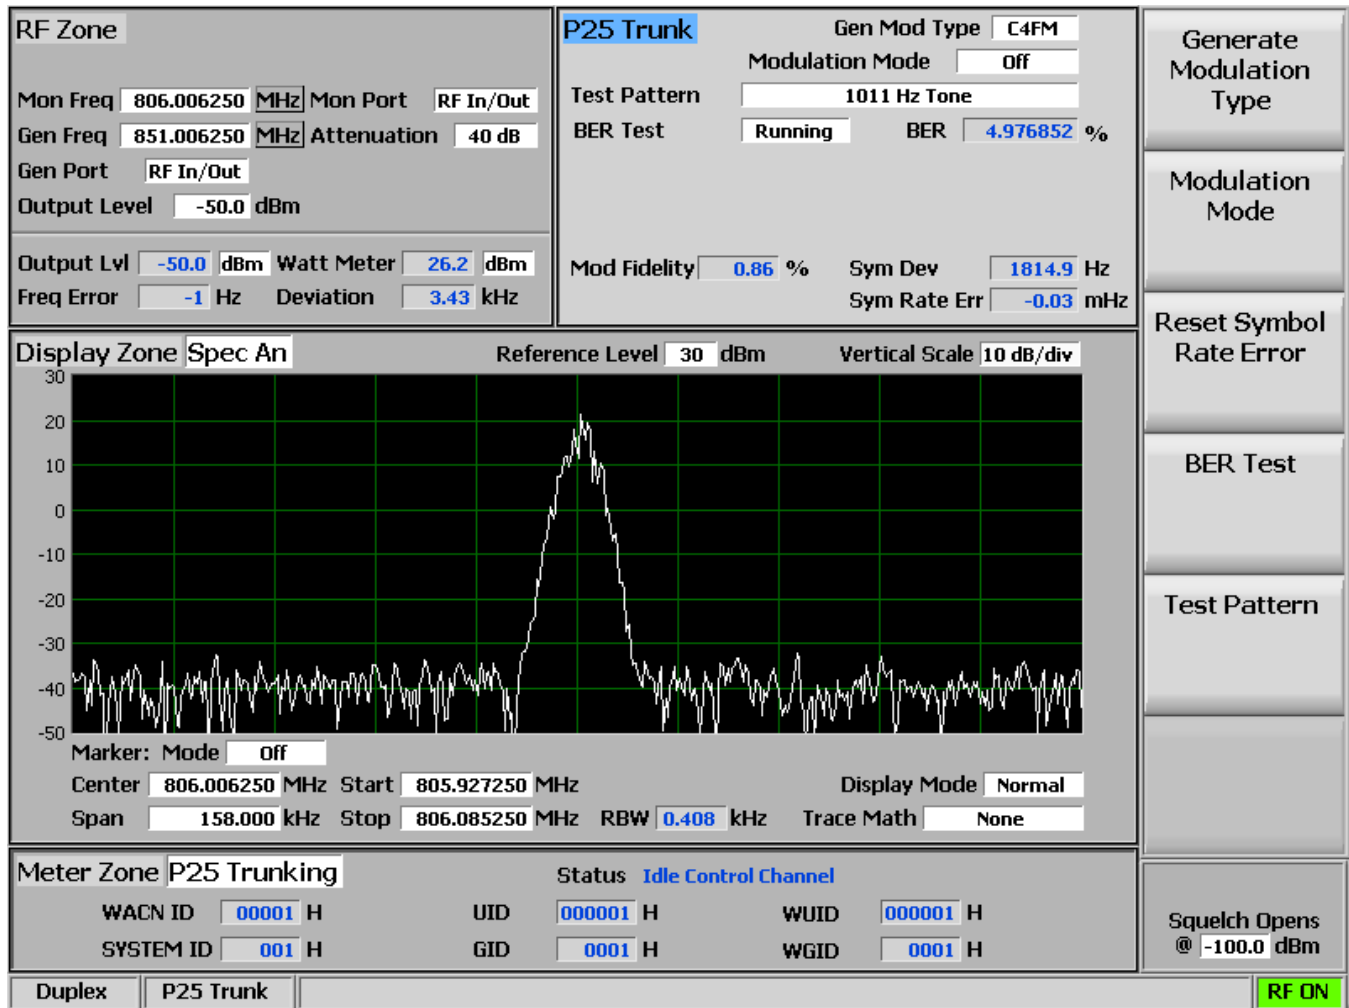 RF Zone
Mon Freq 806.006250 MHz Mon Port RF In/Out
Gen Freq 851.006250 MHz Attenuation 40 dB
Gen Port RF In/Out
Output Level -50.0 dBm
Output Lvl -50.0 dBm Watt Meter 26.2 dBm
Freq Error -1 Hz Deviation 3.43 kHz
P25 Trunk Gen Mod Type C4FM
Modulation Mode Off
Test Pattern 1011 Hz Tone
BER Test Running BER 4.976852 %
Mod Fidelity 0.86 % Sym Dev 1814.9 Hz
Sym Rate Err -0.03 mHz
Display Zone Spec An Reference Level 30 dBm Vertical Scale 10 dB/div
30
20
10
0
-10
-20
-30
-40
-50
Marker: Mode Off
Center 806.006250 MHz Start 805.927250 MHz Display Mode Normal
Span 158.000 kHz Stop 806.085250 MHz RBW 0.408 kHz Trace Math None
Meter Zone P25 Trunking Status Idle Control Channel
WACN ID 00001 H UID 000001 H WUID 000001 H
SYSTEM ID 001 H GID 0001 H WGID 0001 H
Generate
Modulation
Type
Modulation
Mode
Reset Symbol
Rate Error
BER Test
Test Pattern
Squelch Opens
@ -100.0 dBm
Duplex P25 Trunk RF ON